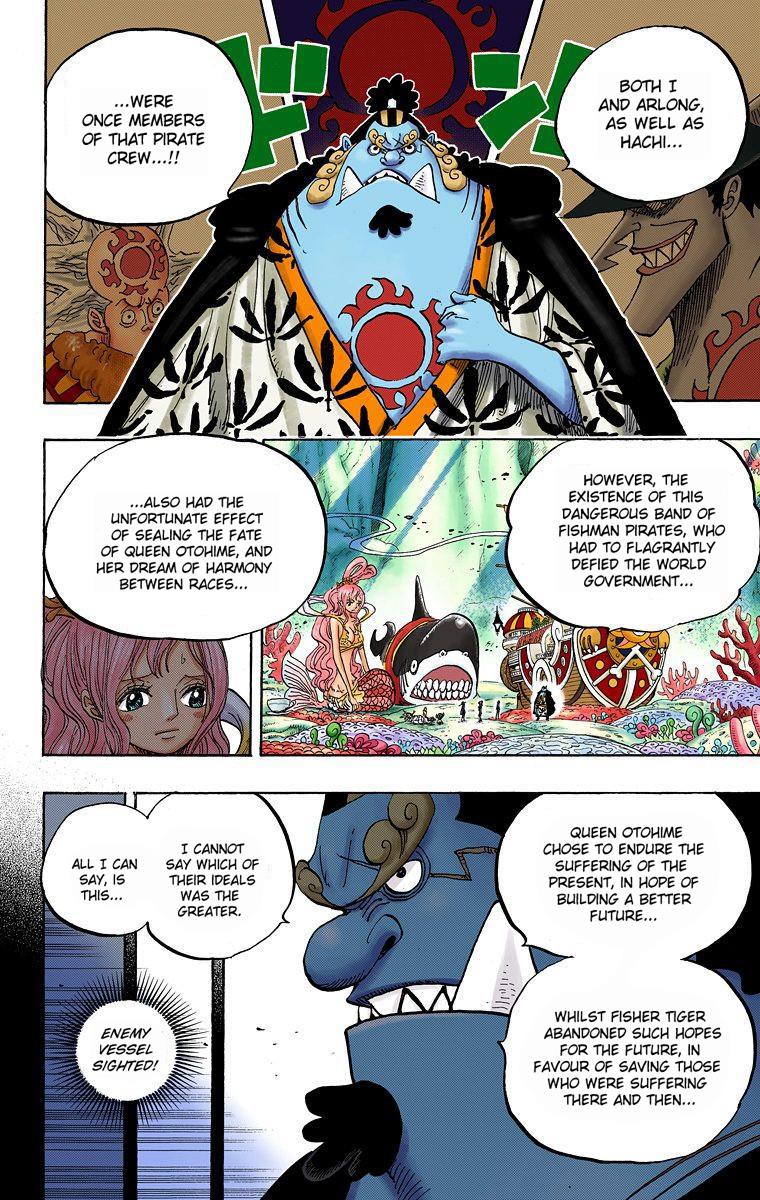 BOTH I
AND ARLONG,
AS WELL AS
HACHI...
...WERE
ONCE MEMBERS
OF THAT PIRATE
CREW...!!
ドン!!
HOWEVER, THE
EXISTENCE OF THIS
DANGEROUS BAND OF
FISHMAN PIRATES, WHO
HAD TO FLAGRANTLY
DEFIED THE WORLD
GOVERNMENT...
...ALSO HAD THE
UNFORTUNATE EFFECT
OF SEALING THE FATE
OF QUEEN OTOHIME, AND
HER DREAM OF HARMONY
BETWEEN RACES...
QUEEN OTOHIME
CHOSE TO ENDURE THE
SUFFERING OF THE
PRESENT, IN HOPE OF
BUILDING A BETTER
FUTURE...
WHILST FISHER TIGER
ABANDONED SUCH HOPES
FOR THE FUTURE, IN
FAVOUR OF SAVING THOSE
WHO WERE SUFFERING
THERE AND THEN...
I CANNOT
SAY WHICH OF
THEIR IDEALS
WAS THE
GREATER.
ALL I CAN
SAY, IS
THIS...
ENEMY
VESSEL
SIGHTED!